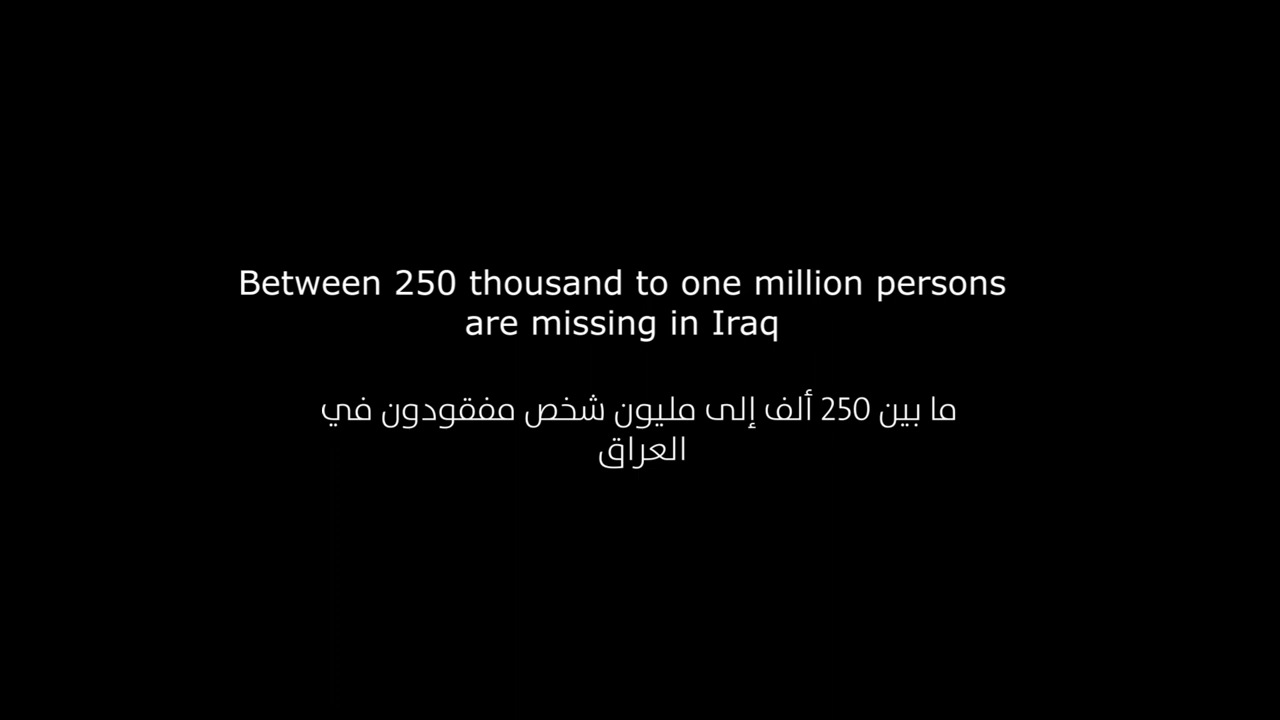 Between 250 thousand to one million persons
are missing in Iraq
ما بين 250 ألف إلى مليون شخص مفقودون في
العراق